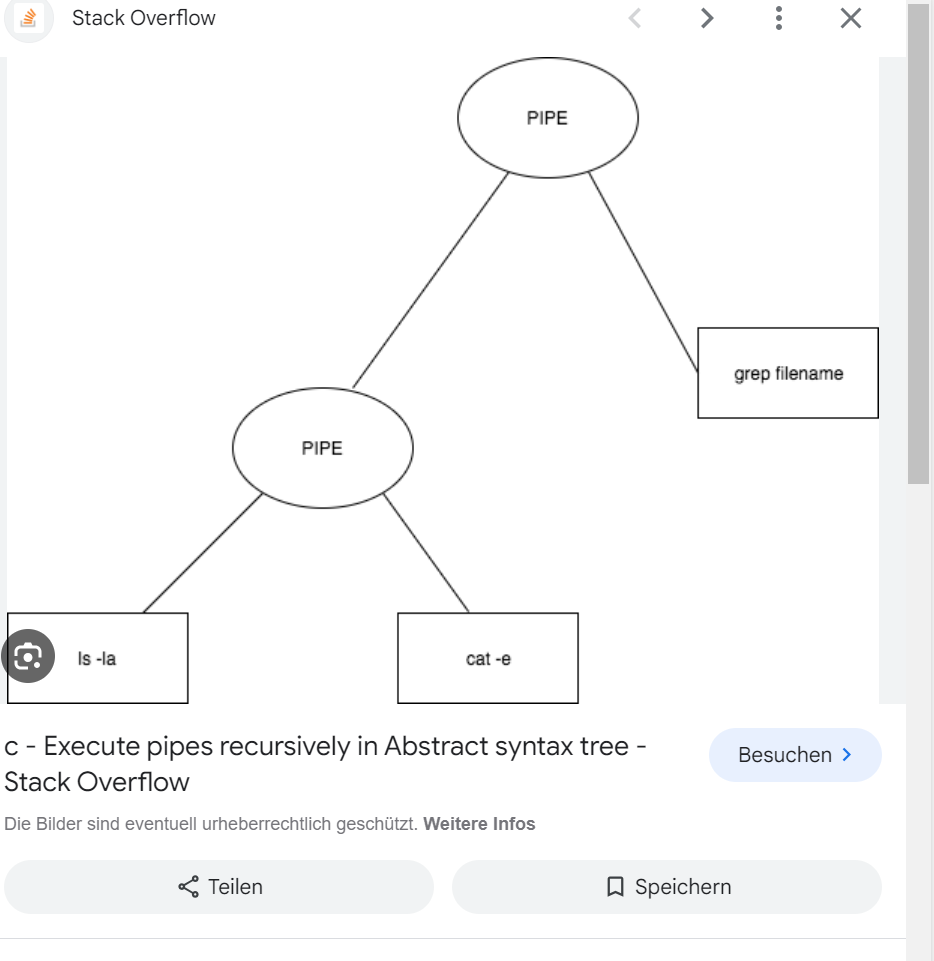 Stack Overflow
PIPE
grep filename
PIPE
ls -la
cat -e
c - Execute pipes recursively in Abstract syntax tree -
Stack Overflow
Besuchen
Die Bilder sind eventuell urheberrechtlich geschützt. Weitere Infos
Teilen
Speichern